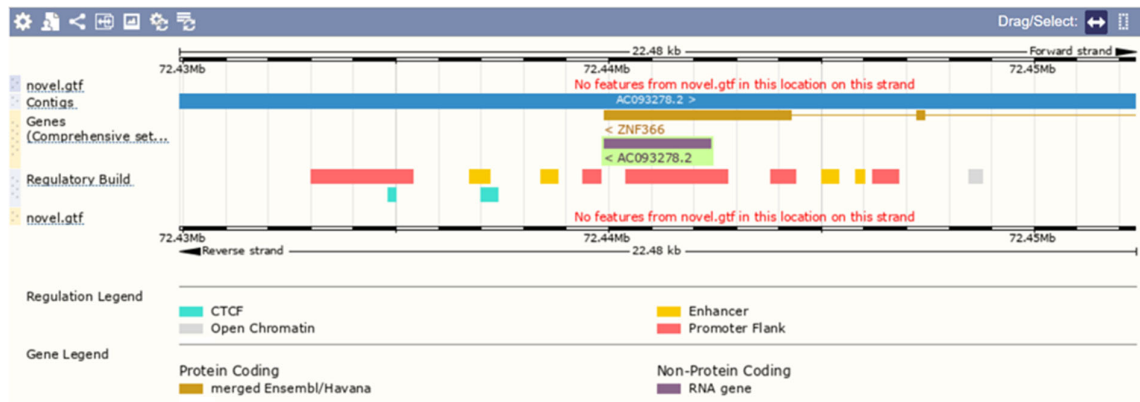 Drag/Select:
22.48 kb Forward strand
72.43Mb 72.44Mb 72.45Mb
novel.gtf No features from novel.gtf in this location on this strand
Contigs AC093278.2 >
Genes
(Comprehensive set...
< ZNF366
< AC093278.2
Regulatory Build
novel.gtf No features from novel.gtf in this location on this strand
72.43Mb 72.44Mb 72.45Mb
Reverse strand 22.48 kb
Regulation Legend
CTCF Enhancer
Open Chromatin Promoter Flank
Gene Legend
Protein Coding Non-Protein Coding
merged Ensembl/Havana RNA gene